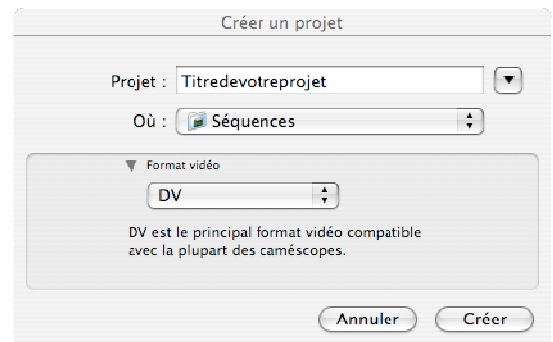 Créer un projet
Projet : Titredevotreprojet
Où : Séquences
Format vidéo
DV
DV est le principal format vidéo compatible
avec la plupart des caméscopes.
Annuler Créer